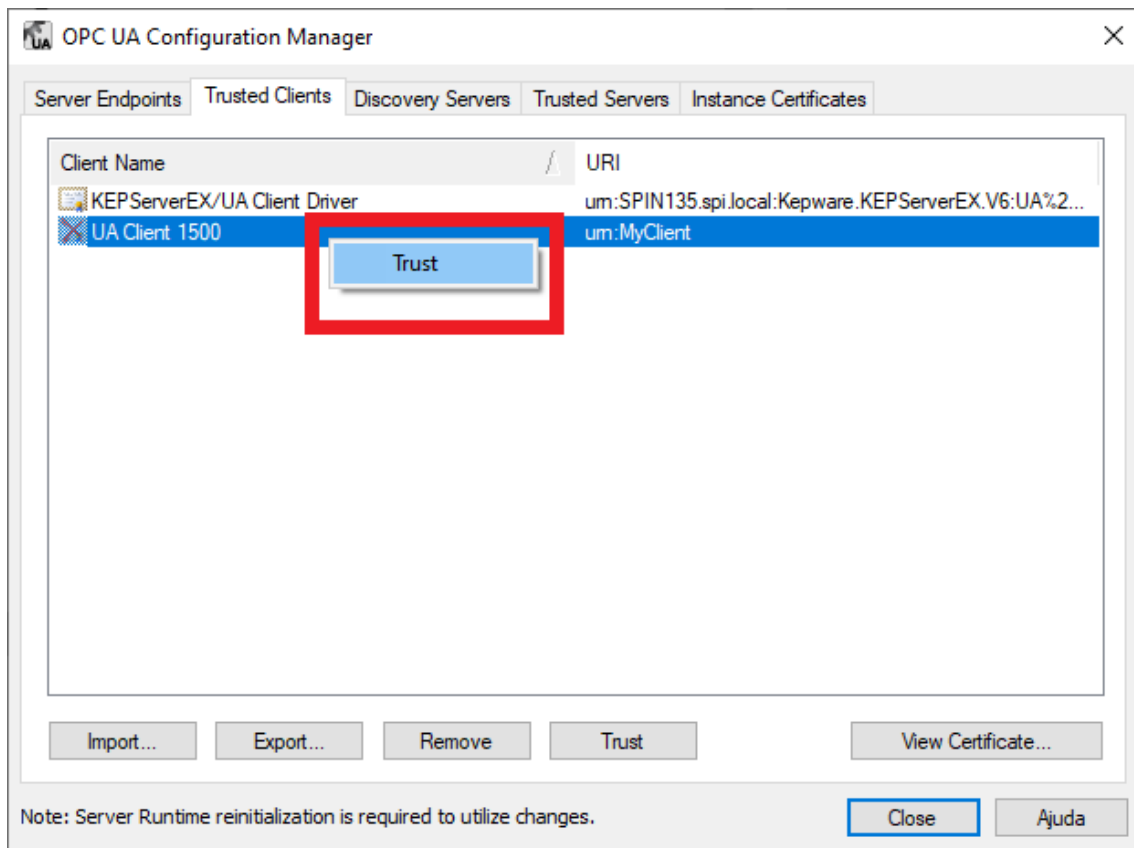 OPC UA Configuration Manager
Server Endpoints Trusted Clients Discovery Servers Trusted Servers Instance Certificates
Client Name URI
KEPServerEX/UA Client Driver urn:SPIN135.spi.local:Kepware.KEPServerEX.V6:UA%2...
UA Client 1500 urn:MyClient
Trust
Import... Export... Remove Trust View Certificate...
Note: Server Runtime reinitialization is required to utilize changes. Close Ajuda